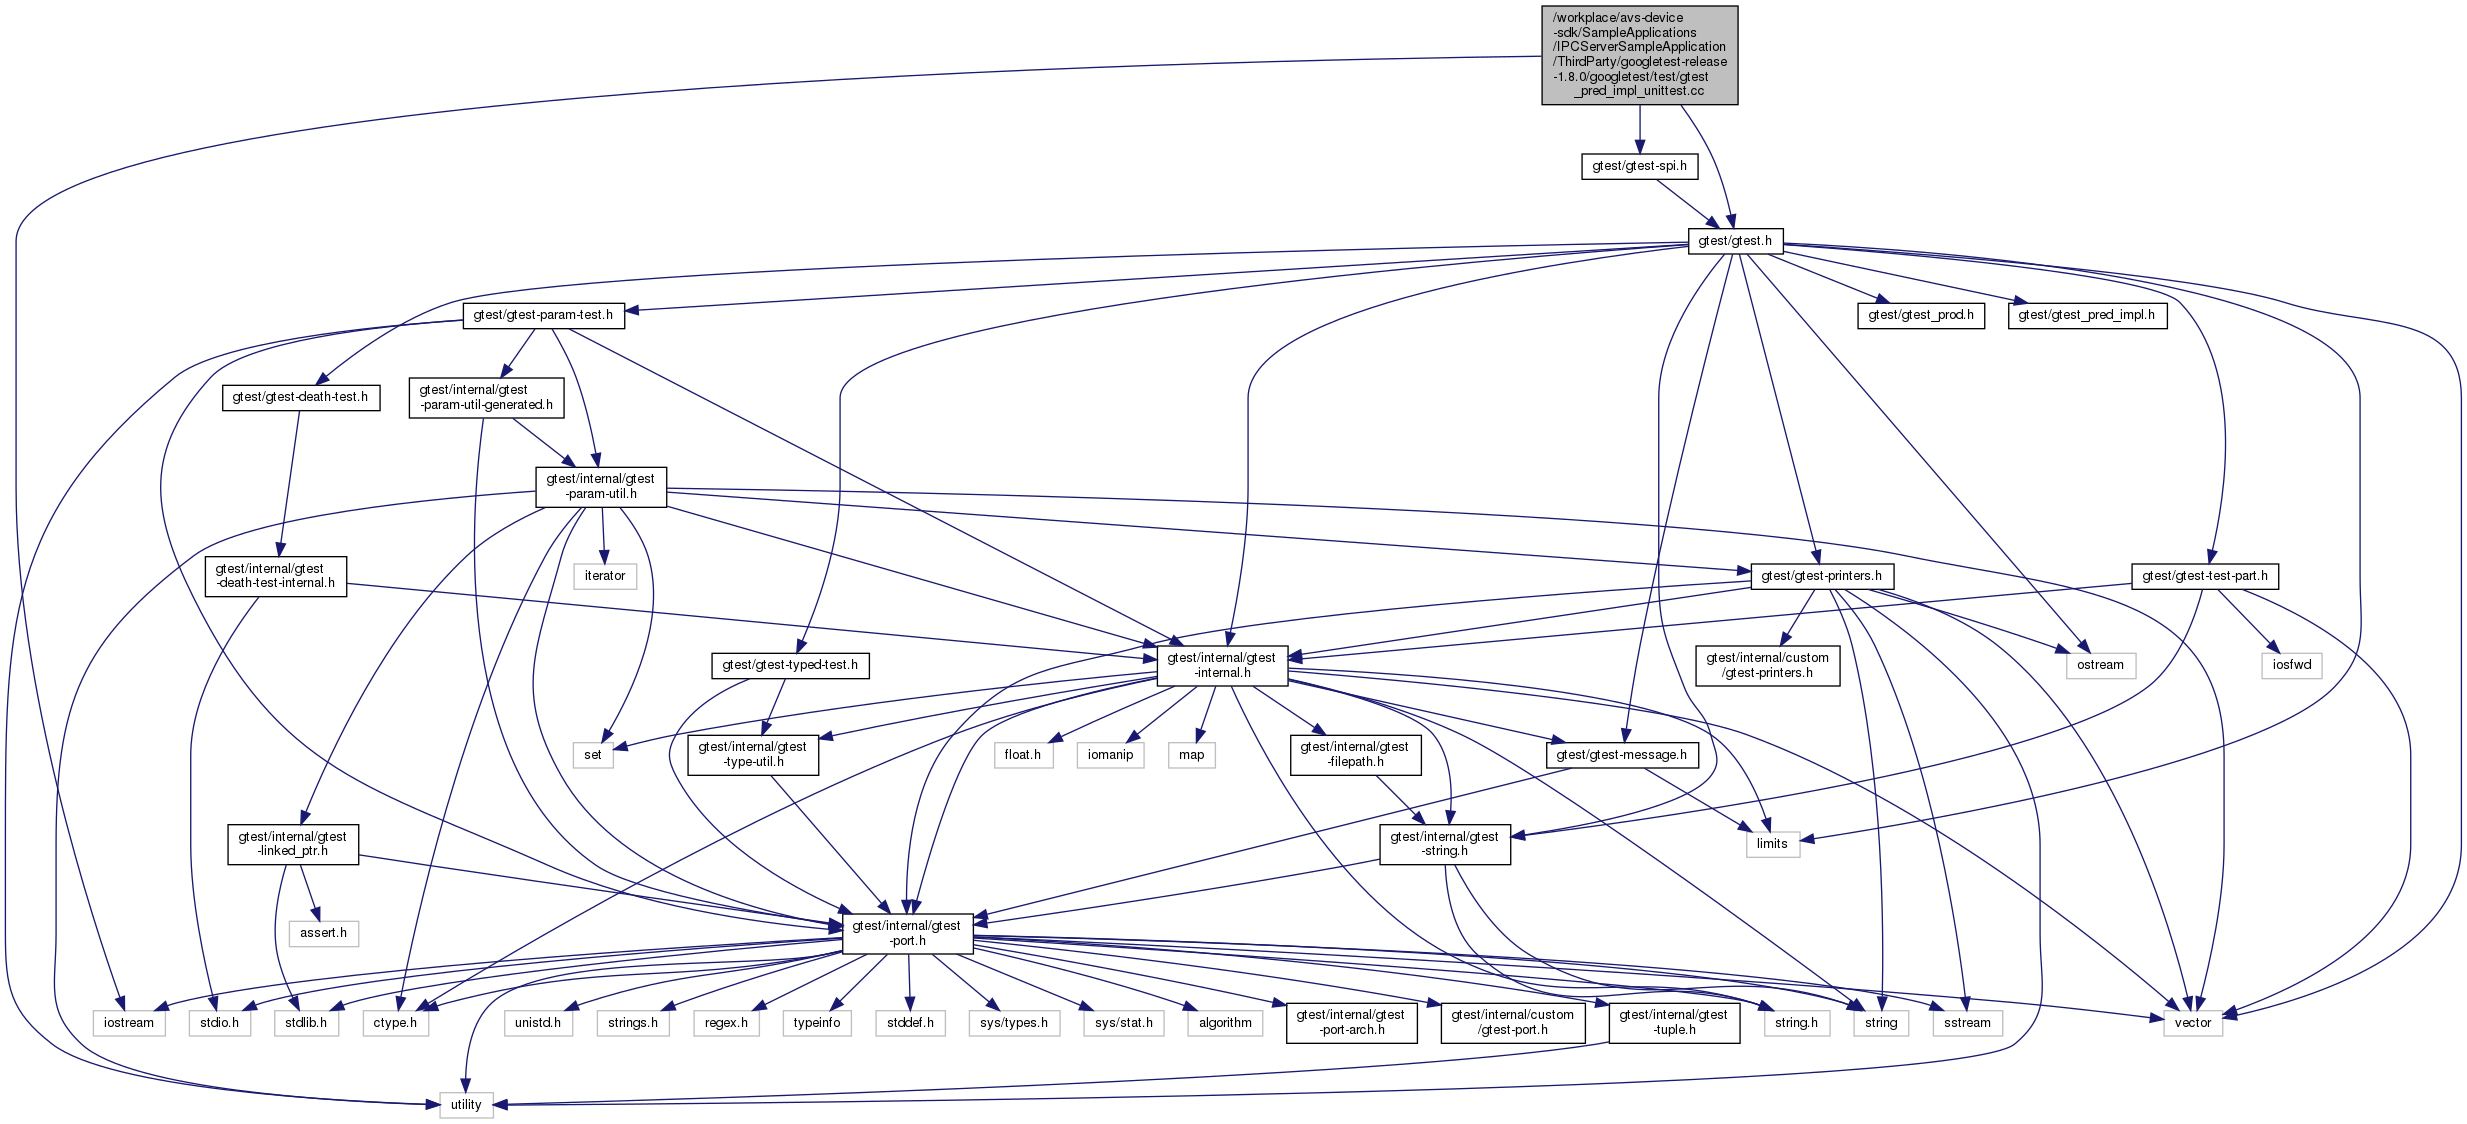 /workplace/avs-device
-sdk/SampleApplications
/IPCServerSampleApplication
/ThirdParty/googletest-release
-1.8.0/googletest/test/gtest
_pred_impl_unittest.cc
gtest/gtest-spi.h
gtest/gtest.h
gtest/gtest-param-test.h
gtest/gtest_prod.h
gtest/gtest_pred_impl.h
gtest/gtest-death-test.h
gtest/internal/gtest
-param-util-generated.h
gtest/internal/gtest
-param-util.h
gtest/internal/gtest
-death-test-internal.h
iterator
gtest/gtest-printers.h
gtest/gtest-test-part.h
gtest/gtest-typed-test.h
gtest/internal/gtest
-internal.h
gtest/internal/custom
/gtest-printers.h
ostream
iosfwd
set
gtest/internal/gtest
-type-util.h
float.h
iomanip
map
gtest/internal/gtest
-filepath.h
gtest/gtest-message.h
gtest/internal/gtest
-linked_ptr.h
gtest/internal/gtest
-string.h
limits
assert.h
gtest/internal/gtest
-port.h
iostream
stdio.h
stdlib.h
ctype.h
unistd.h
strings.h
regex.h
typeinfo
stddef.h
sys/types.h
sys/stat.h
algorithm
gtest/internal/gtest
-port-arch.h
gtest/internal/custom
/gtest-port.h
gtest/internal/gtest
-tuple.h
string.h
string
sstream
vector
utility